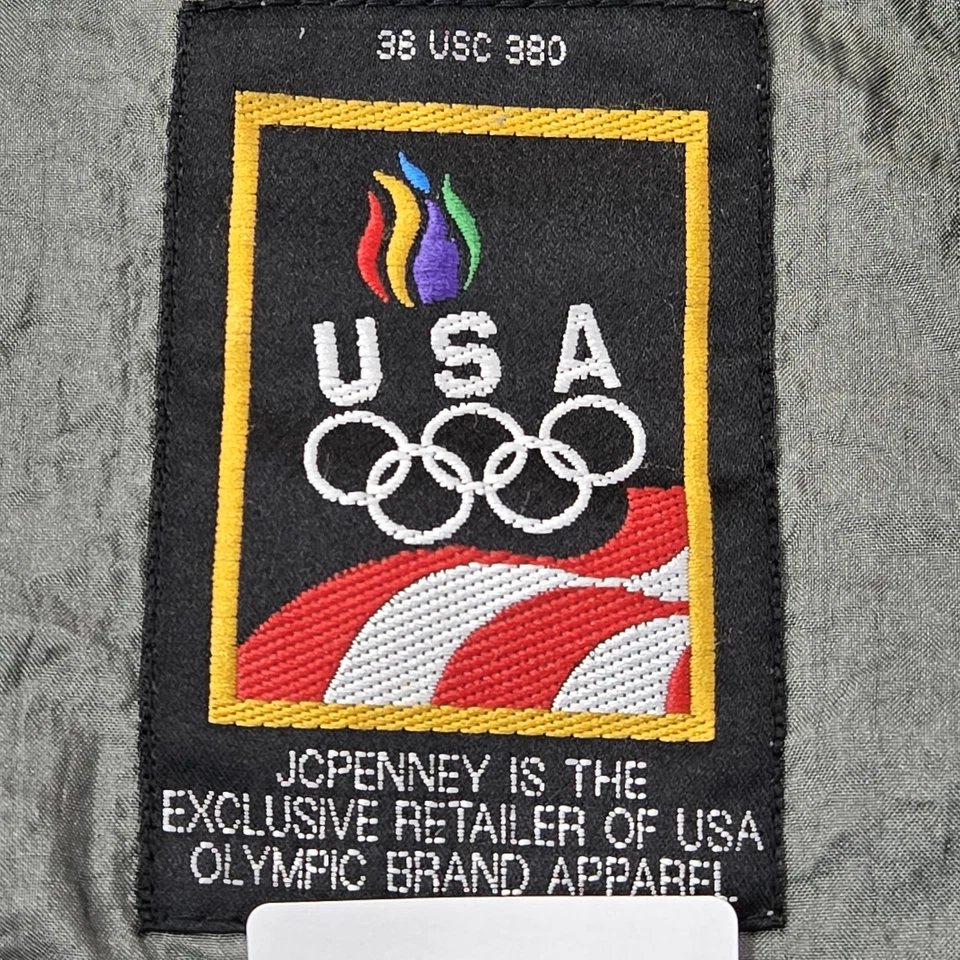 36 USC 380
USA
JCPENNEY IS THE
EXCLUSIVE RETAILER OF USA
OLYMPIC BRAND APPAREL